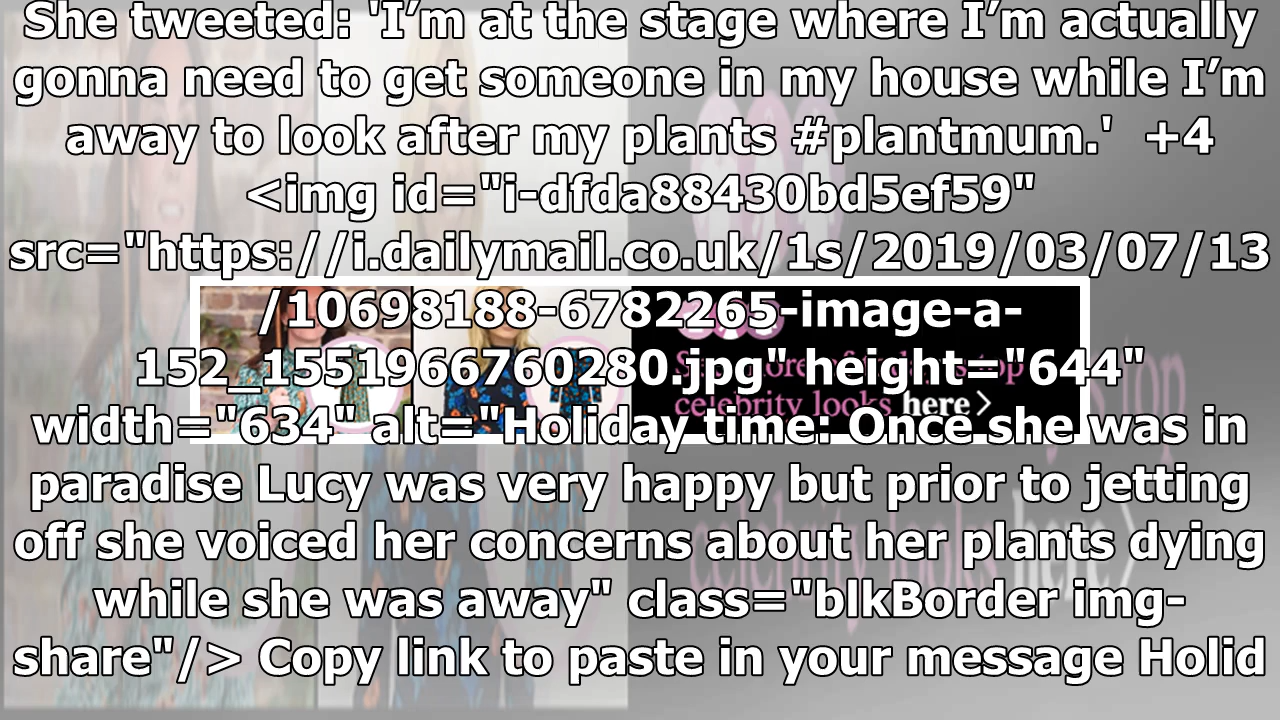 She tweeted: 'I’m at the stage where I’m actually
gonna need to get someone in my house while I’m
away to look after my plants #plantmum.'  +4
<img id="i-dfda88430bd5ef59"
src="https://i.dailymail.co.uk/1s/2019/03/07/13
/10698188-6782265-image-a-
152_1551966760280.jpg" height="644"
width="634" alt="Holiday time: Once she was in
paradise Lucy was very happy but prior to jetting
off she voiced her concerns about her plants dying
while she was away" class="blkBorder img-
share"/> Copy link to paste in your message Holid
celebrity looks here >